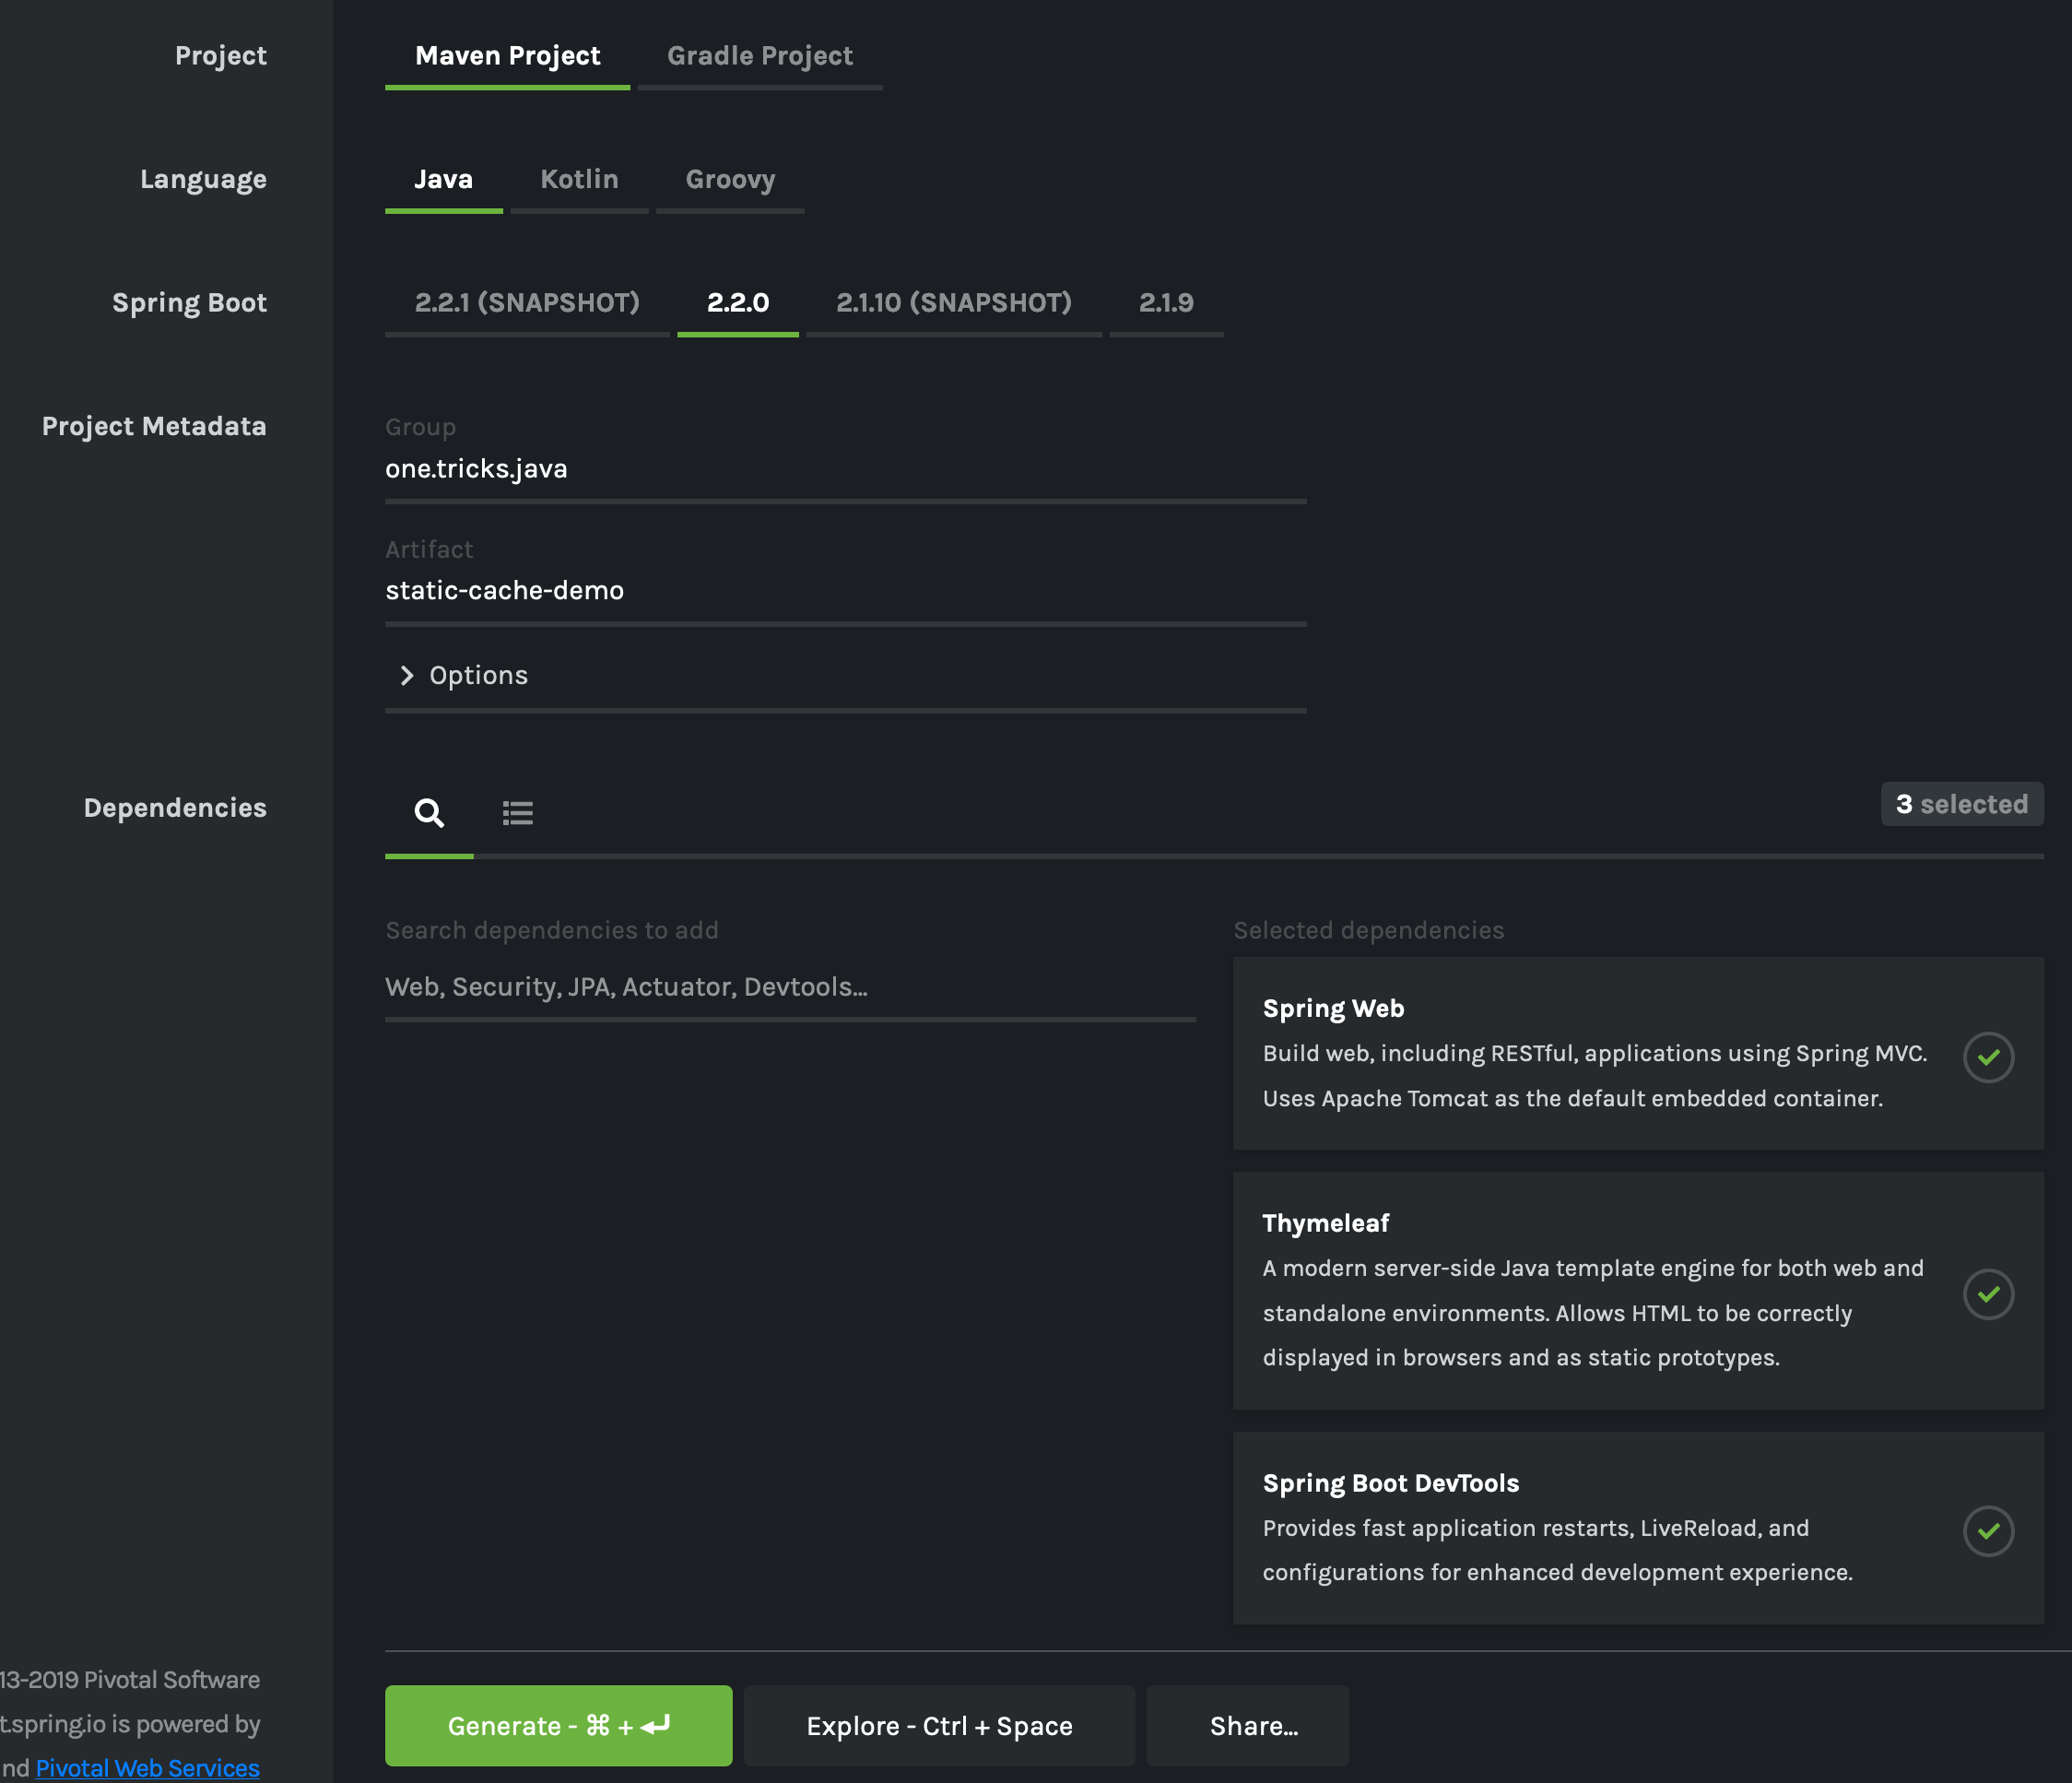 Project
Maven Project Gradle Project
Language
Java Kotlin Groovy
Spring Boot
2.2.1 (SNAPSHOT) 2.2.0 2.1.10 (SNAPSHOT) 2.1.9
Project Metadata
Group
one.tricks.java
Artifact
static-cache-demo
Options
Dependencies
3 selected
Search dependencies to add
Web, Security, JPA, Actuator, Devtools...
Selected dependencies
Spring Web
Build web, including RESTful, applications using Spring MVC.
Uses Apache Tomcat as the default embedded container.
Thymeleaf
A modern server-side Java template engine for both web and
standalone environments. Allows HTML to be correctly
displayed in browsers and as static prototypes.
Spring Boot DevTools
Provides fast application restarts, LiveReload, and
configurations for enhanced development experience.
13-2019 Pivotal Software
t.spring.io is powered by
nd Pivotal Web Services
Generate - ⌘ + ↵
Explore - Ctrl + Space
Share...